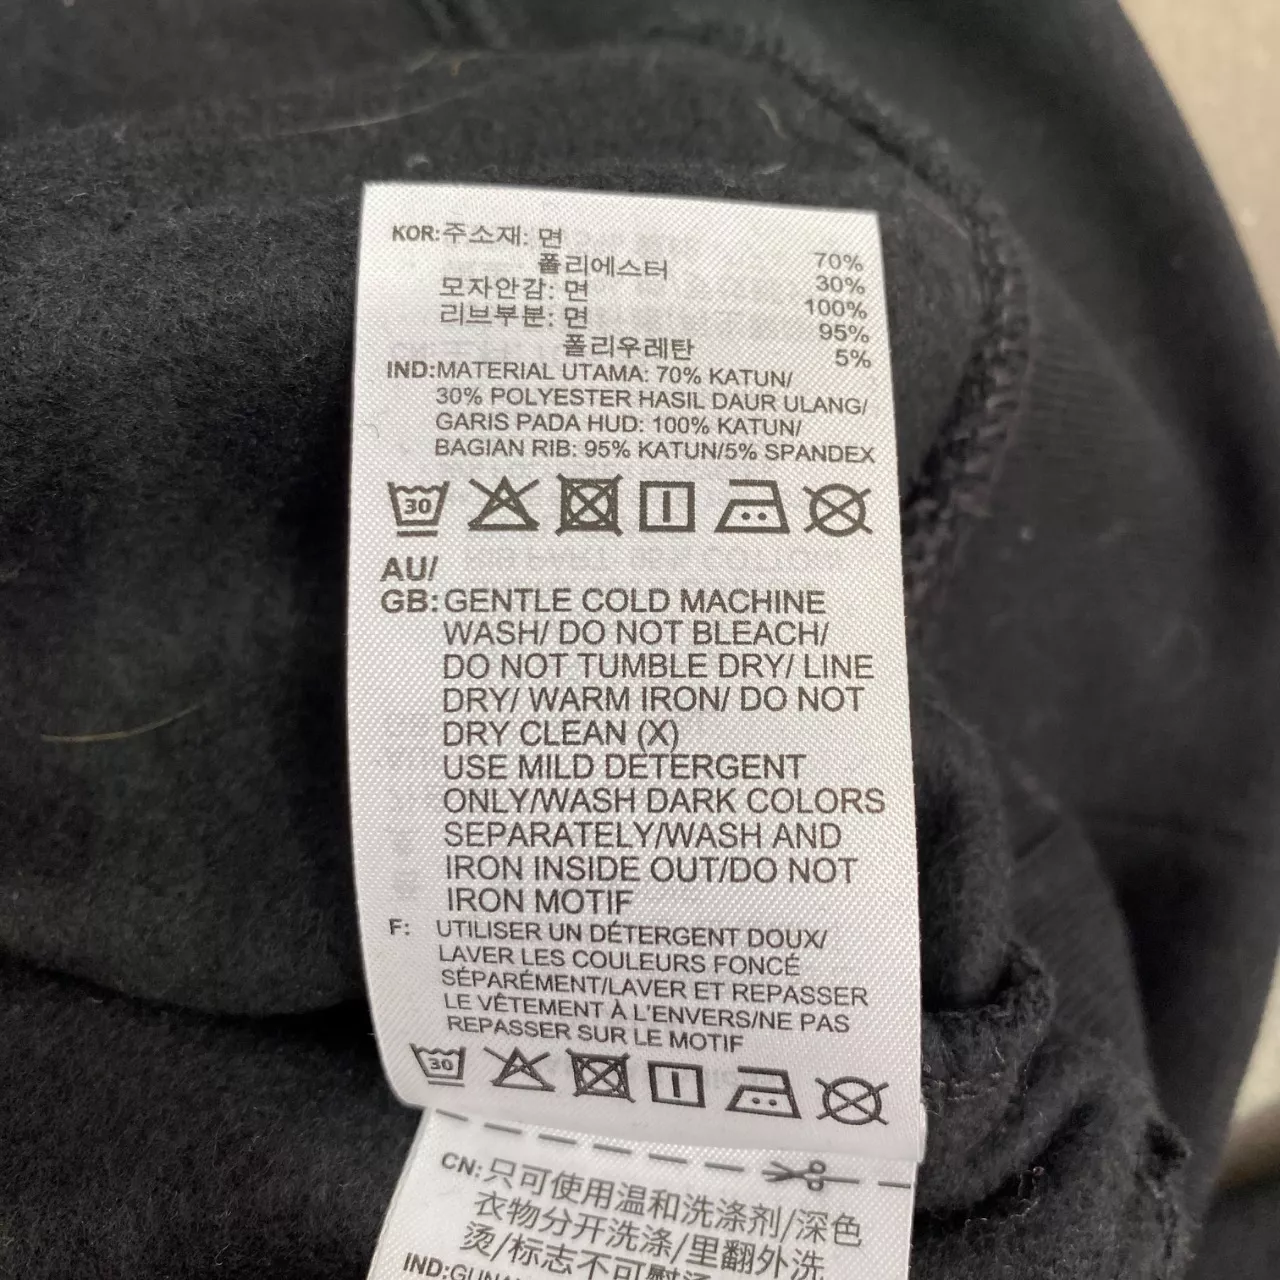 KOR:주소재: 면 70%
폴리에스터 30%
모자안감: 면 100%
리브부분: 면 95%
폴리우레탄 5%
IND:MATERIAL UTAMA: 70% KATUN/
30% POLYESTER HASIL DAUR ULANG/
GARIS PADA HUD: 100% KATUN/
BAGIAN RIB: 95% KATUN/5% SPANDEX
30
AU/
GB:GENTLE COLD MACHINE
WASH/ DO NOT BLEACH/
DO NOT TUMBLE DRY/ LINE
DRY/ WARM IRON/ DO NOT
DRY CLEAN (X)
USE MILD DETERGENT
ONLY/WASH DARK COLORS
SEPARATELY/WASH AND
IRON INSIDE OUT/DO NOT
IRON MOTIF
F: UTILISER UN DÉTERGENT DOUX/
LAVER LES COULEURS FONCÉ
SÉPARÉMENT/LAVER ET REPASSER
LE VÊTEMENT À L'ENVERS/NE PAS
REPASSER SUR LE MOTIF
30
CN:只可使用温和洗涤剂/深色
衣物分开洗涤/里翻外洗
烫/标志不可熨烫
IND: